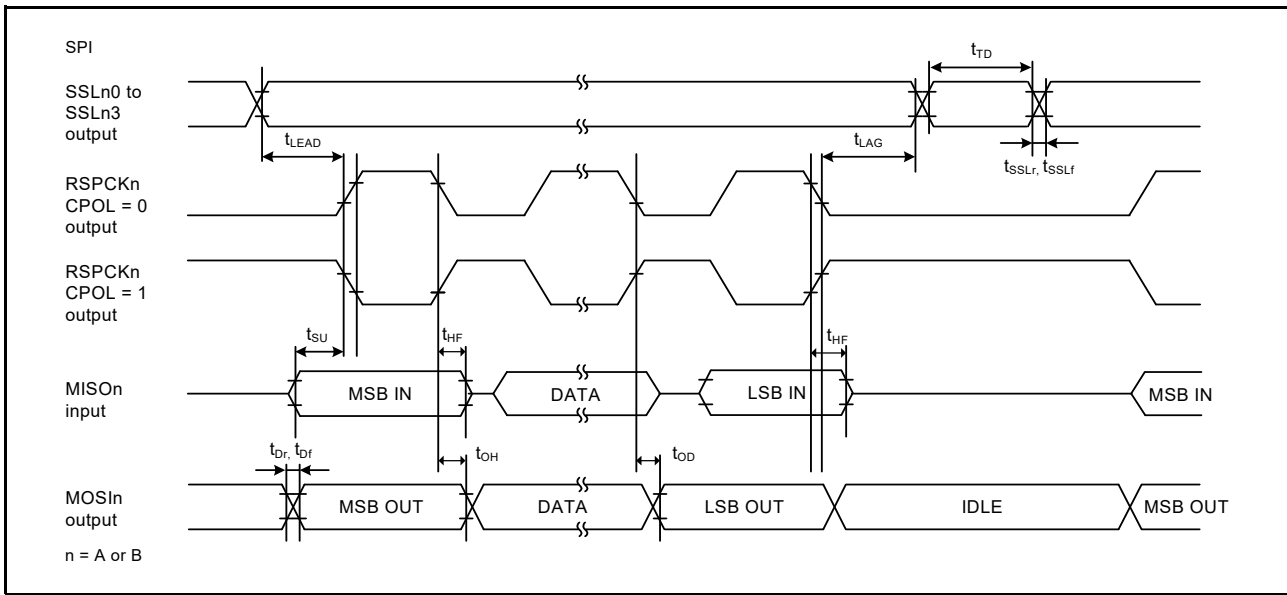 SPI
tTD
SSLn0 to
SSLn3
output
tLEAD
tLAG
tSSLr, tSSLf
RSPCKn
CPOL = 0
output
RSPCKn
CPOL = 1
output
tSU
tHF
tHF
MISOn
input
MSB IN
DATA
LSB IN
MSB IN
tDr, tDf
tOH
tOD
MOSIn
output
MSB OUT
DATA
LSB OUT
IDLE
MSB OUT
n = A or B